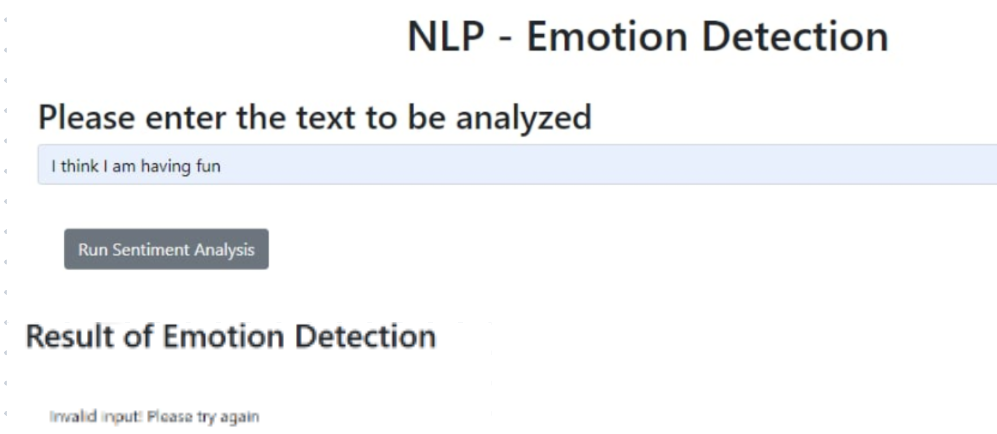 NLP - Emotion Detection
Please enter the text to be analyzed
I think I am having fun
Run Sentiment Analysis
Result of Emotion Detection
Invalid input! Please try again